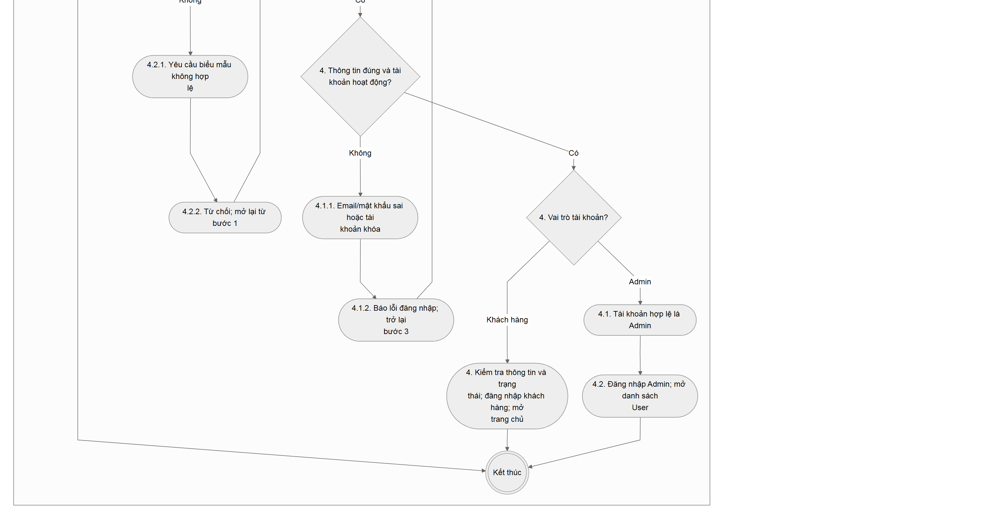 Không
Có
4.2.1. Yêu cầu biểu mẫu
không hợp
lệ
4. Thông tin đúng và tài
khoản hoạt động?
Không
Có
4.2.2. Từ chối; mở lại từ
bước 1
4.1.1. Email/mật khẩu sai
hoặc tài
khoản khóa
4. Vai trò tài khoản?
Admin
4.1.2. Báo lỗi đăng nhập;
trở lại
bước 3
Khách hàng
4.1. Tài khoản hợp lệ là
Admin
4. Kiểm tra thông tin và
trạng
thái; đăng nhập khách
hàng; mở
trang chủ
4.2. Đăng nhập Admin; mở
danh sách
User
Kết thúc